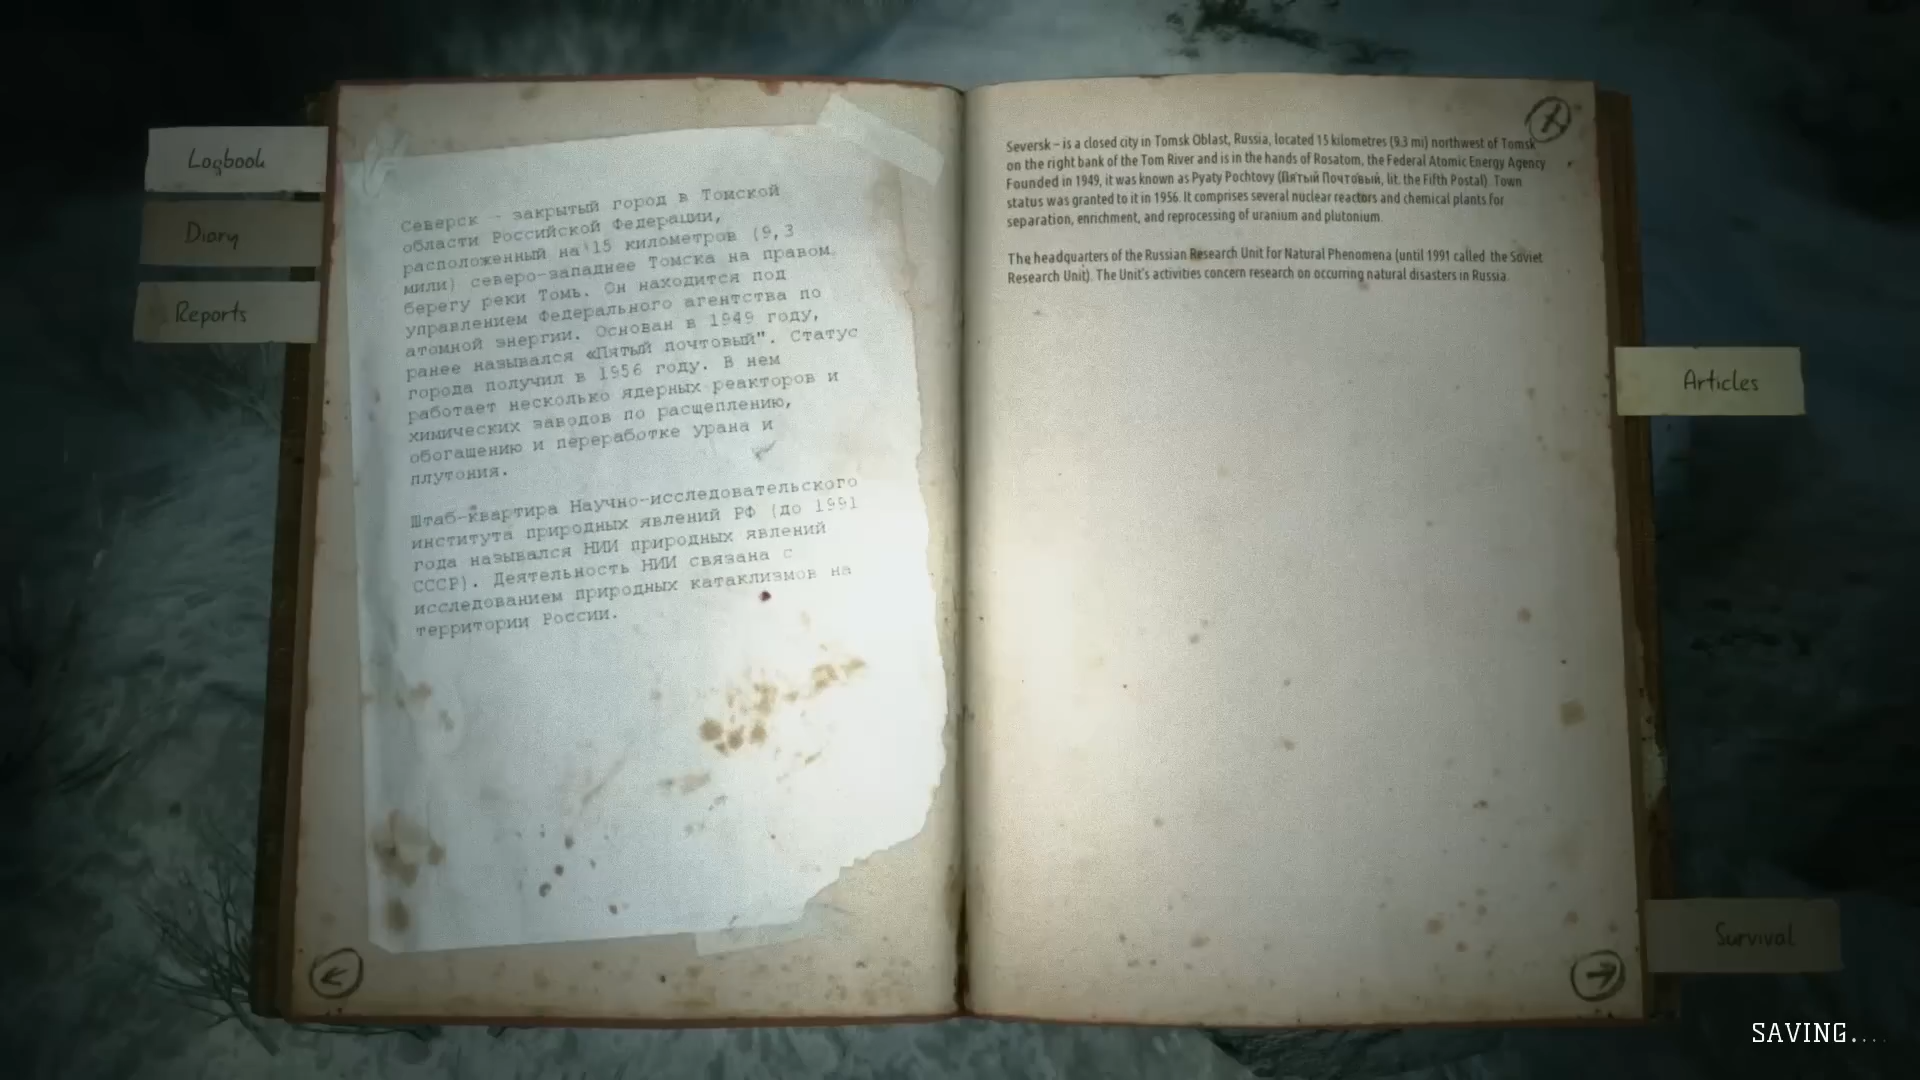 Logbook
Diary
Reports
Северск - закрытый город в Томской
области Российской Федерации,
расположенный на 15 километров (9,3
мили) северо-западнее Томска на правом
берегу реки Томь. Он находится под
управлением Федерального агентства по
атомной энергии. Основан в 1949 году,
ранее назывался «Пятый почтовый". Статус
города получил в 1956 году. В нем
работает несколько ядерных реакторов и
химических заводов по расщеплению,
обогащению и переработке урана и
плутония.
Штаб-квартира Научно-исследовательского
института природных явлений РФ (до 1991
года назывался НИИ природных явлений
СССР). Деятельность НИИ связана с
исследованием природных катаклизмов на
территории России.
Seversk – is a closed city in Tomsk Oblast, Russia, located 15 kilometres (9.3 mi) northwest of Tomsk
on the right bank of the Tom River and is in the hands of Rosatom, the Federal Atomic Energy Agency
Founded in 1949, it was known as Pyaty Pochtovy (Пятый Почтовый, lit. the Fifth Postal). Town
status was granted to it in 1956. It comprises several nuclear reactors and chemical plants for
separation, enrichment, and reprocessing of uranium and plutonium.
The headquarters of the Russian Research Unit for Natural Phenomena (until 1991 called the Soviet
Research Unit). The Unit's activities concern research on occurring natural disasters in Russia.
Articles
Survival
SAVING....